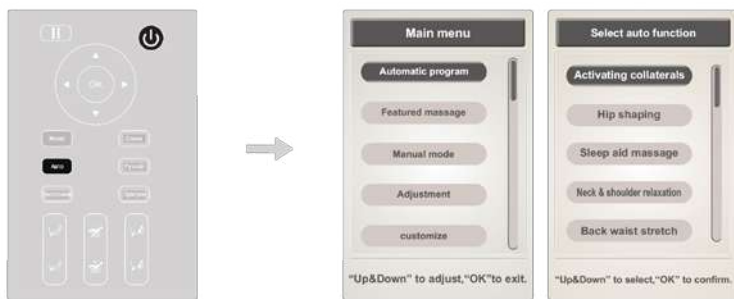 OK
Auto
Main menu
Automatic program
Featured massage
Manual mode
Adjustment
customize
"Up&Down" to adjust,"OK"to exit.
Select auto function
Activating collaterals
Hip shaping
Sleep aid massage
Neck & shoulder relaxation
Back waist stretch
"Up&Down" to select,"OK" to confirm.